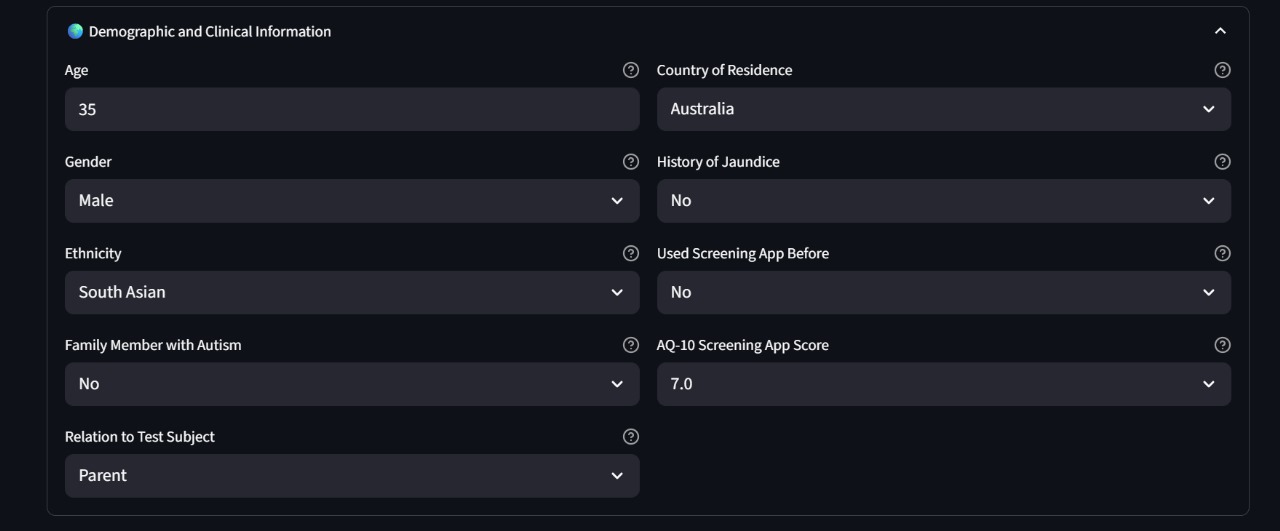 Demographic and Clinical Information
Age
35
Country of Residence
Australia
Gender
Male
History of Jaundice
No
Ethnicity
South Asian
Used Screening App Before
No
Family Member with Autism
No
AQ-10 Screening App Score
7.0
Relation to Test Subject
Parent